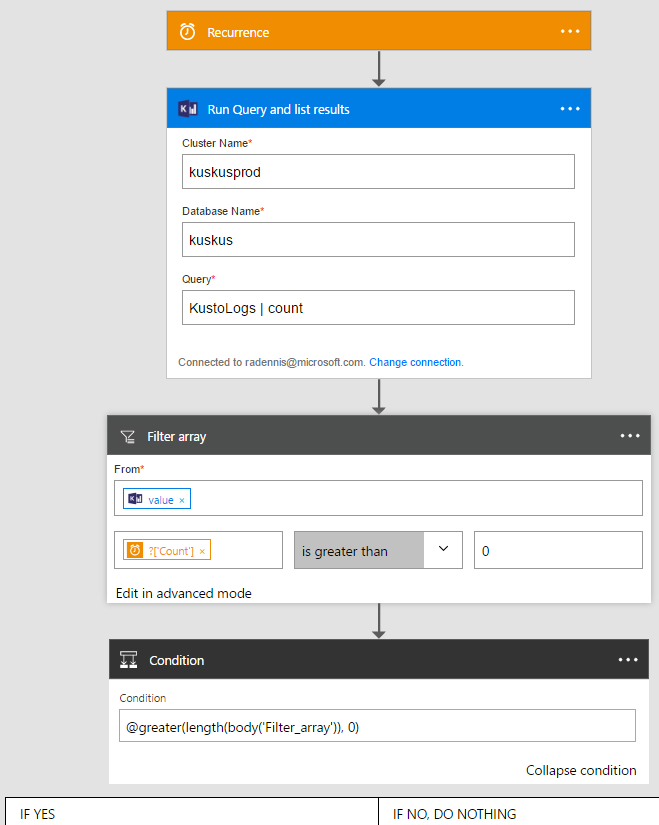 Recurrence
Run Query and list results
Cluster Name*
kuskusprod
Database Name*
kuskus
Query*
KustoLogs | count
Connected to radennis@microsoft.com. Change connection.
Filter array
From*
value ×
?['Count'] × is greater than 0
Edit in advanced mode
Condition
Condition
@greater(length(body('Filter_array')), 0)
Collapse condition
IF YES IF NO, DO NOTHING